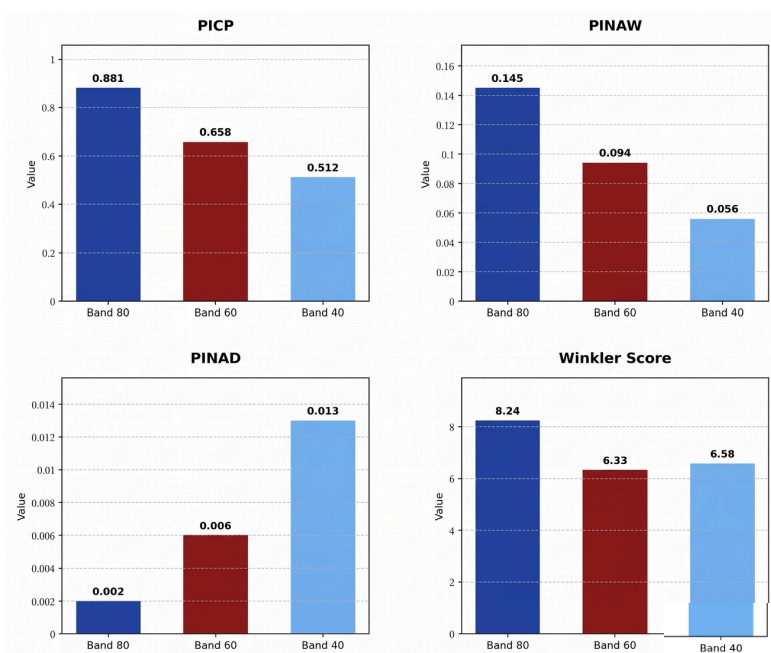 PICP
1
0.8
0.6
0.4
0.2
0
Value
0.881
0.658
0.512
Band 80
Band 60
Band 40
PINAW
0.16
0.14
0.12
0.1
0.08
0.06
0.04
0.02
0
Value
0.145
0.094
0.056
Band 80
Band 60
Band 40
PINAD
0.014
0.012
0.01
0.008
0.006
0.004
0.002
0
Value
0.002
0.006
0.013
Band 80
Band 60
Band 40
Winkler Score
8
6
4
2
0
Value
8.24
6.33
6.58
Band 80
Band 60
Band 40